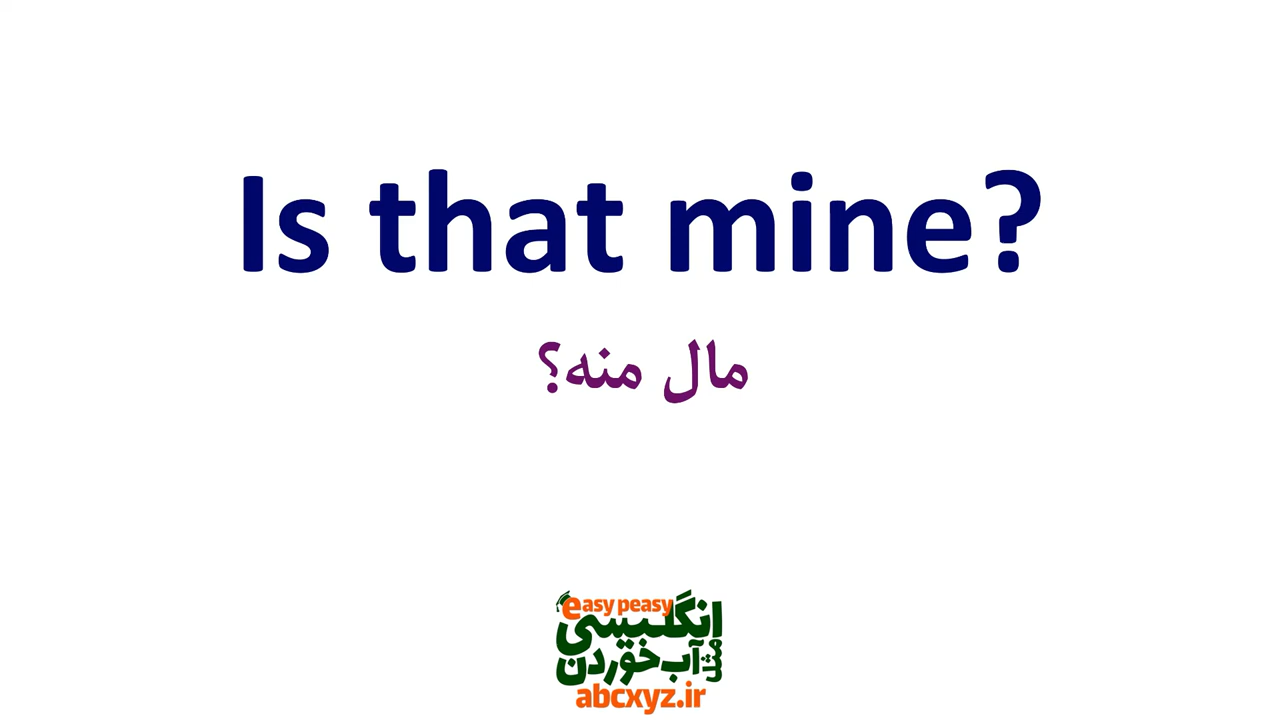 Is that mine?
مال منه؟
easy peasy
انگلیسی
مثل آب خوردن
abcxyz.ir